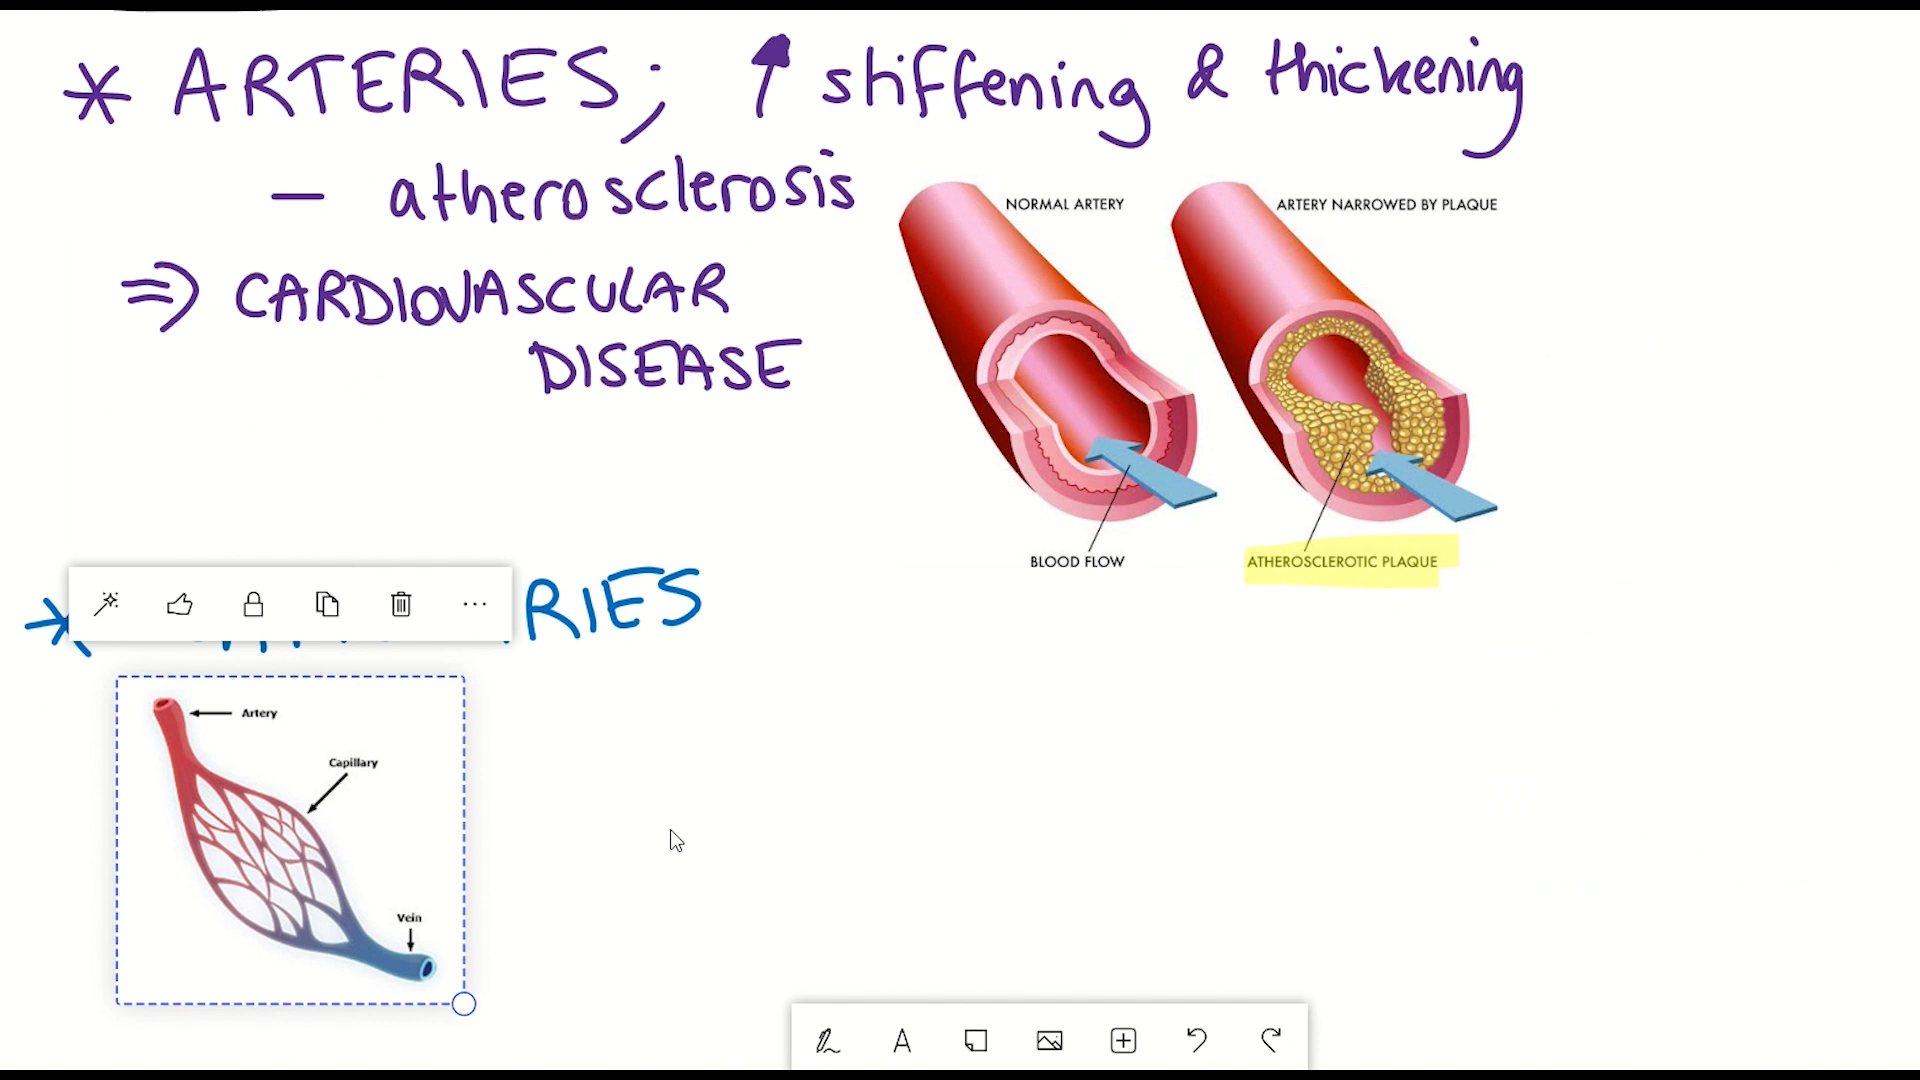 * ARTERIES; ↑ stiffening & thickening
- atherosclerosis
⇒ CARDIOVASCULAR
DISEASE
NORMAL ARTERY
ARTERY NARROWED BY PLAQUE
BLOOD FLOW
ATHEROSCLEROTIC PLAQUE
RIES
Artery
Capillary
Vein